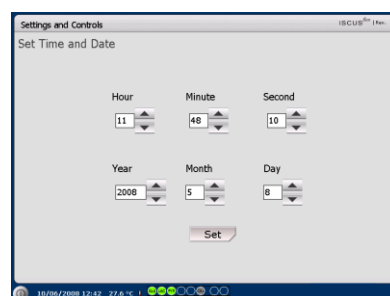 Settings and Controls
ISCUS
Set Time and Date
Hour Minute Second
11 48 10
Year Month Day
2008 5 8
Set
10/06/2008 12:42 27.6 °C |